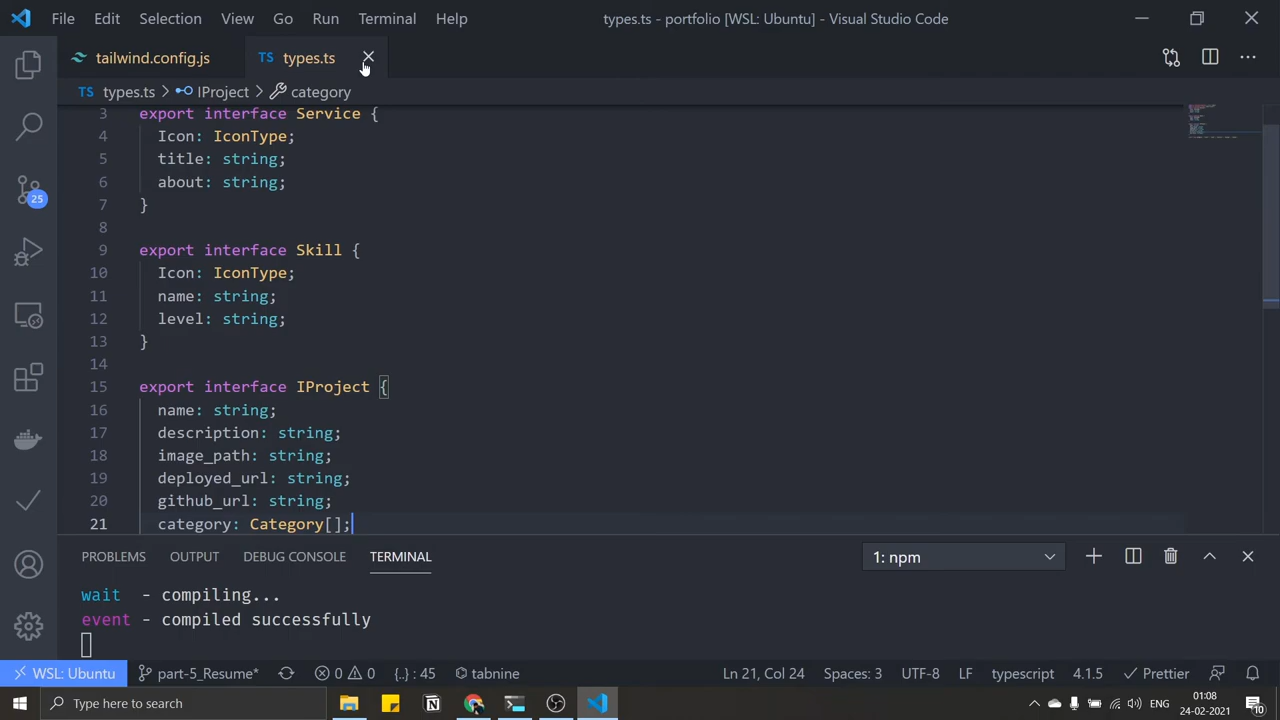 File Edit Selection View Go Run Terminal Help types.ts - portfolio [WSL: Ubuntu] - Visual Studio Code
tailwind.config.js TS types.ts
TS types.ts > IProject > category
3 export interface Service {
4 Icon: IconType;
5 title: string;
6 about: string;
7 }
8
9 export interface Skill {
10 Icon: IconType;
11 name: string;
12 level: string;
13 }
14
15 export interface IProject {
16 name: string;
17 description: string;
18 image_path: string;
19 deployed_url: string;
20 github_url: string;
21 category: Category[];
25
PROBLEMS OUTPUT DEBUG CONSOLE TERMINAL 1: npm
wait - compiling...
event - compiled successfully
WSL: Ubuntu part-5_Resume* 0 0 {..} : 45 tabnine Ln 21, Col 24 Spaces: 3 UTF-8 LF typescript 4.1.5 Prettier
Type here to search ENG 01:08
24-02-2021 10